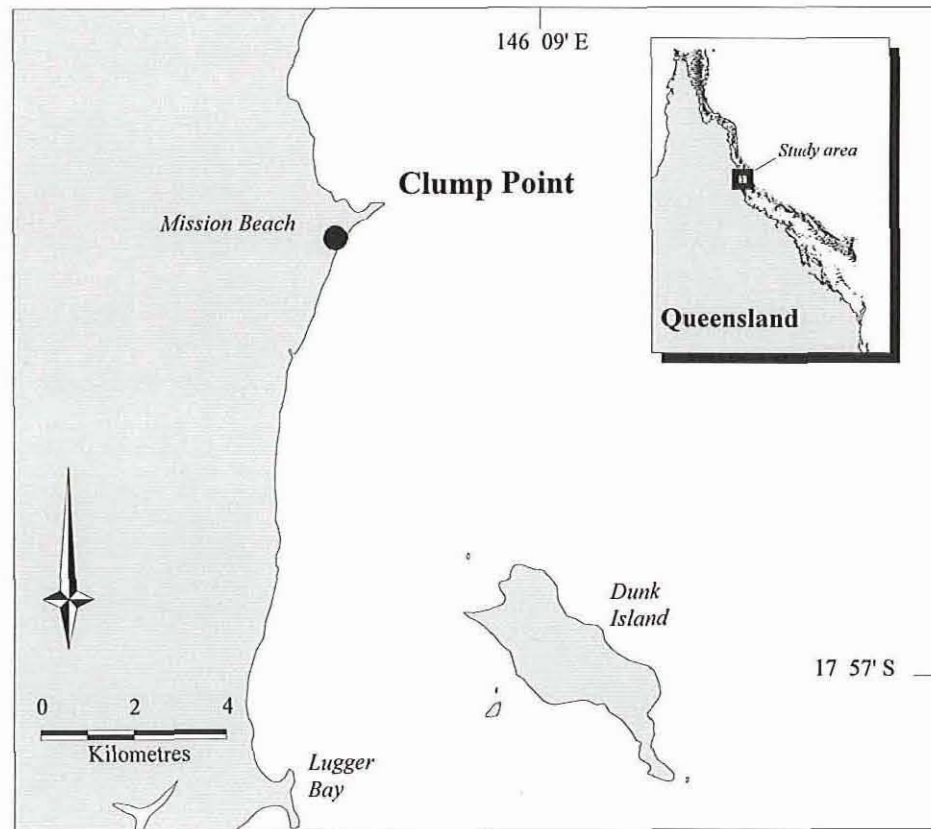 146 09' E
Study area
Clump Point
Mission Beach
Queensland
Dunk
Island
17 57' S
0 2 4
Kilometres
Lugger
Bay